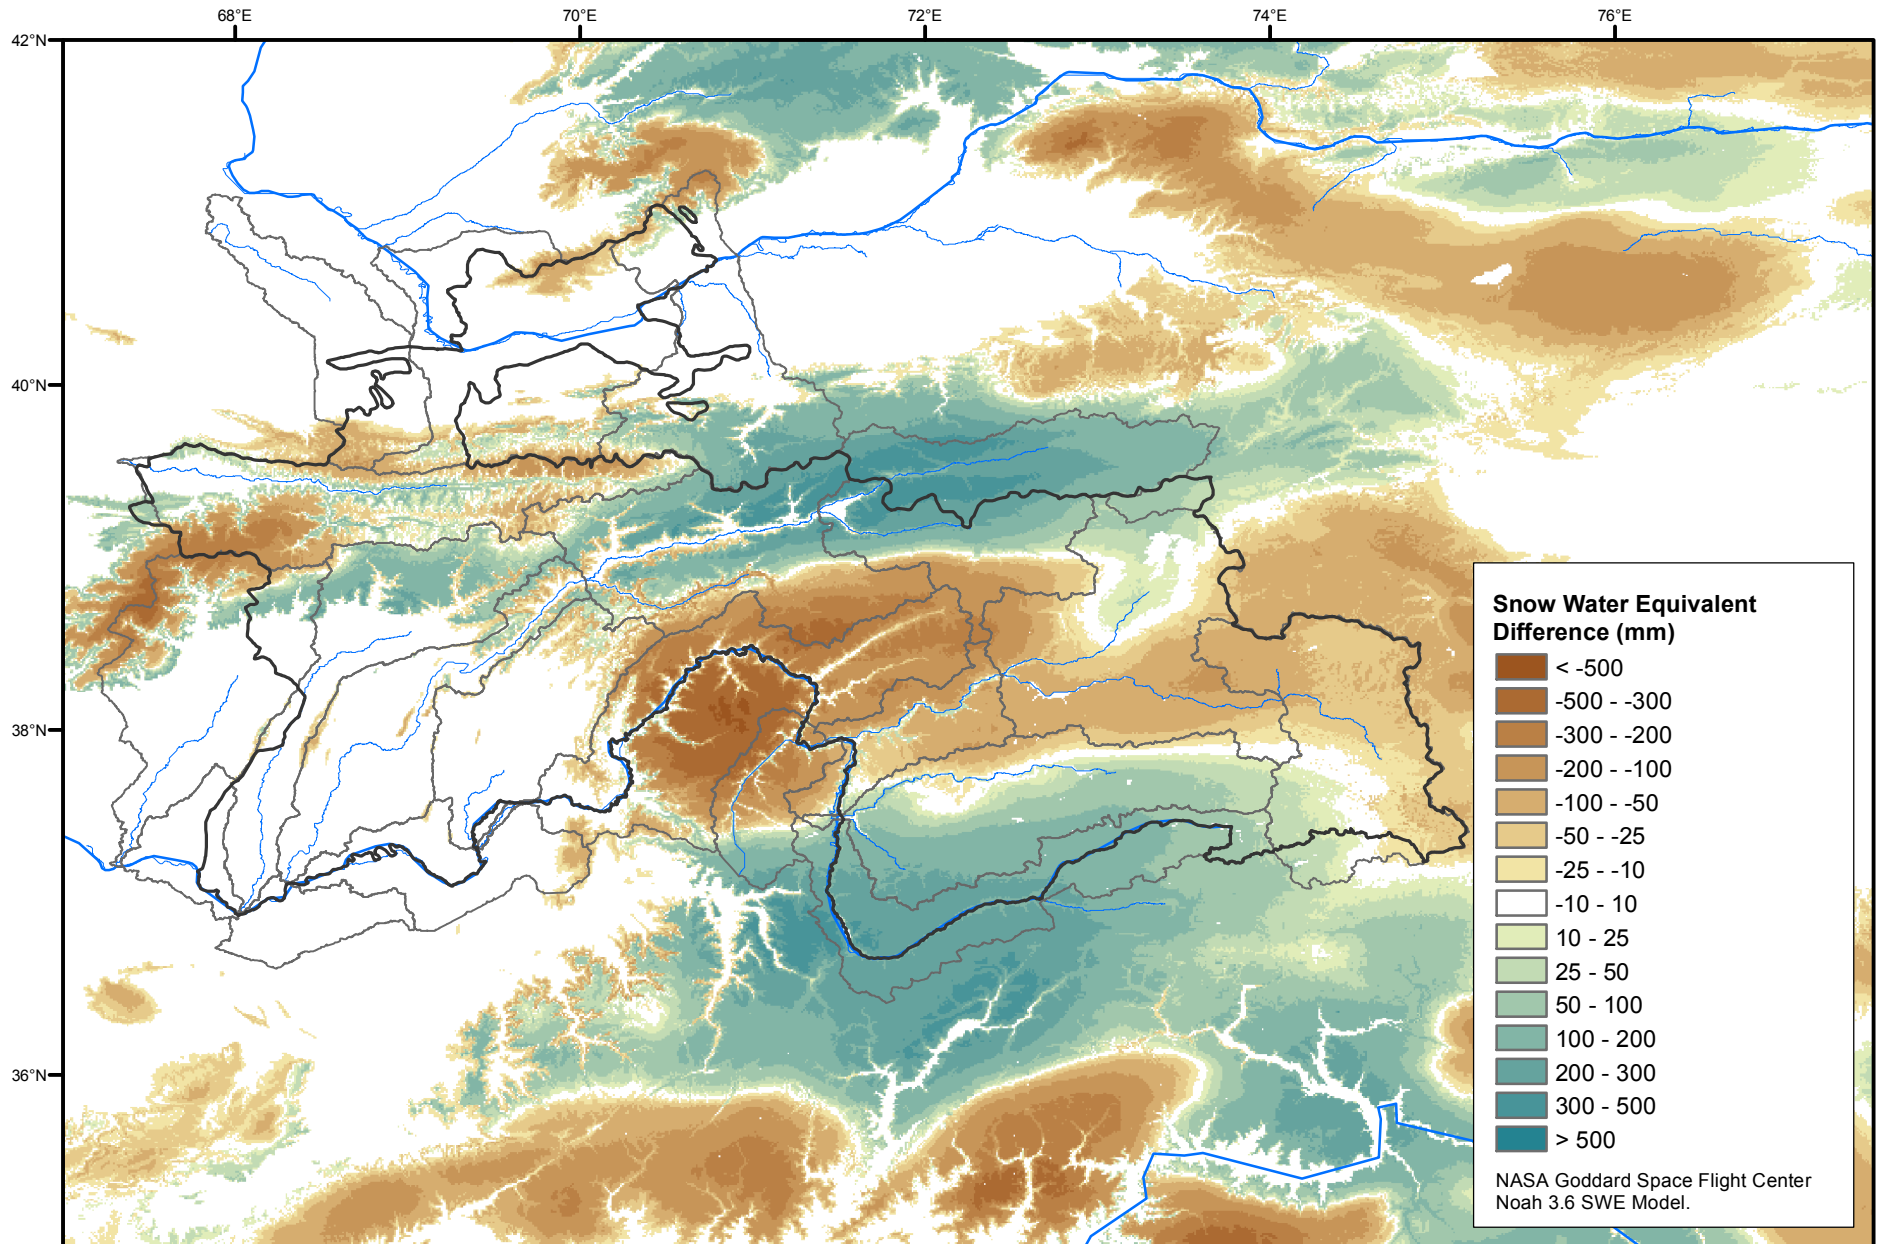 68°E 70°E 72°E 74°E 76°E
42°N
40°N
38°N
36°N
Snow Water Equivalent
Difference (mm)
< -500
-500 - -300
-300 - -200
-200 - -100
-100 - -50
-50 - -25
-25 - -10
-10 - 10
10 - 25
25 - 50
50 - 100
100 - 200
200 - 300
300 - 500
> 500
NASA Goddard Space Flight Center
Noah 3.6 SWE Model.